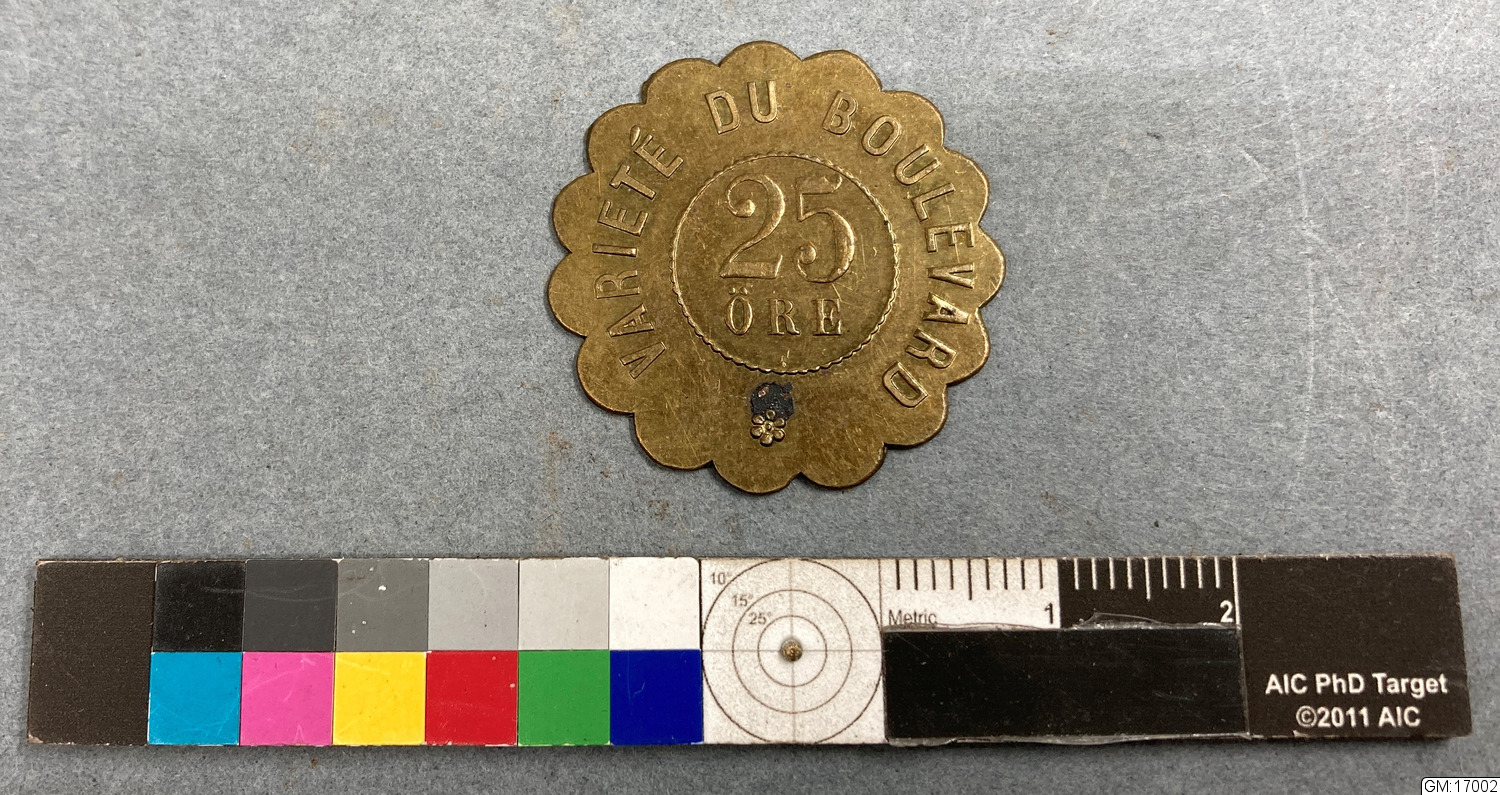 VARIETÉ DU BOULEVARD
25
ÖRE
10°
15°
25°
Metric
1
2
AIC PhD Target
©2011 AIC
GM:17002